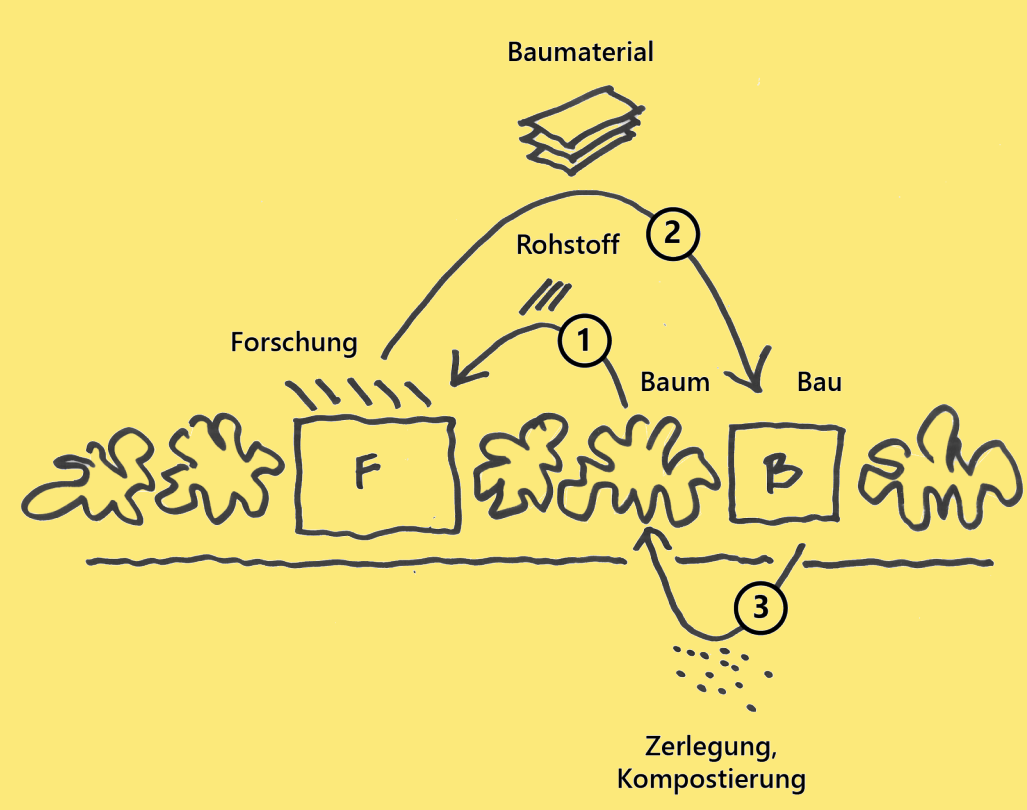 Baumaterial
2
Rohstoff
1
Forschung
Baum
Bau
F
B
3
Zerlegung,
Kompostierung